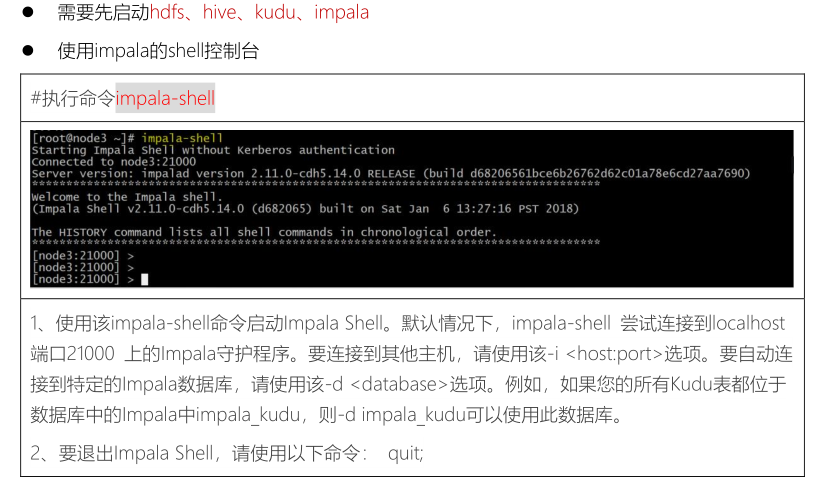 ● 需要先启动hdfs、hive、kudu、impala
● 使用impala的shell控制台
#执行命令impala-shell
[root@node3 ~]# impala-shell
Starting Impala Shell without Kerberos authentication
Connected to node3:21000
Server version: impalad version 2.11.0-cdh5.14.0 RELEASE (build d68206561bce6b26762d62c01a78e6cd27aa7690)
***********************************************************************************
Welcome to the Impala shell.
(Impala Shell v2.11.0-cdh5.14.0 (d682065) built on Sat Jan  6 13:27:16 PST 2018)
The HISTORY command lists all shell commands in chronological order.
***********************************************************************************
[node3:21000] >
[node3:21000] >
[node3:21000] >
1、使用该impala-shell命令启动Impala Shell。默认情况下，impala-shell 尝试连接到localhost
端口21000 上的Impala守护程序。要连接到其他主机，请使用该-i <host:port>选项。要自动连
接到特定的Impala数据库，请使用该-d <database>选项。例如，如果您的所有Kudu表都位于
数据库中的Impala中impala_kudu，则-d impala_kudu可以使用此数据库。
2、要退出Impala Shell，请使用以下命令： quit;